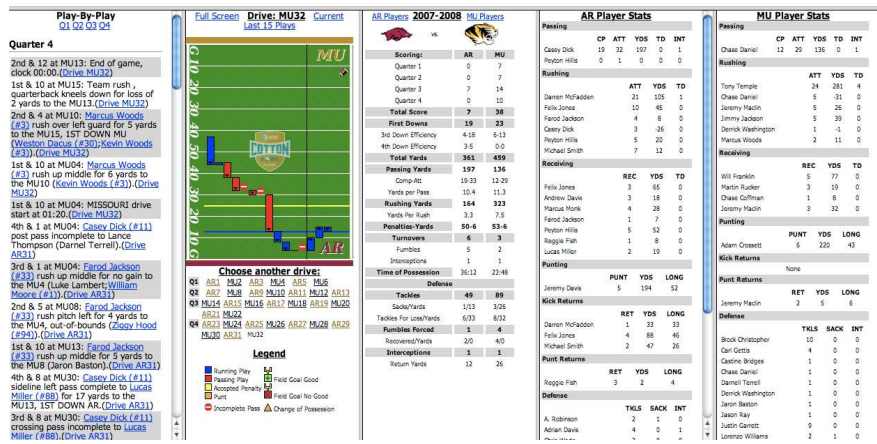 Play-By-Play
Q1 Q2 Q3 Q4
Quarter 4
2nd & 12 at MU13: End of game,
clock 00:00.(Drive MU32)
1st & 10 at MU15: Team rush ,
quarterback kneels down for loss of
2 yards to the MU13.(Drive MU32)
2nd & 4 at MU10: Marcus Woods
(#3) rush over left guard for 5 yards
to the MU15, 1ST DOWN MU
(Weston Dacus (#30);Kevin Woods
(#3)).(Drive MU32)
1st & 10 at MU04: Marcus Woods
(#3) rush up middle for 6 yards to
the MU10 (Kevin Woods (#3)).(Drive
MU32)
1st & 10 at MU04: MISSOURI drive
start at 01:20.(Drive MU32)
4th & 1 at MU04: Casey Dick (#11)
post pass incomplete to Lance
Thompson (Darnel Terrell).(Drive
AR31)
3rd & 1 at MU04: Farod Jackson
(#33) rush up middle for no gain to
the MU4 (Luke Lambert;William
Moore (#1)).(Drive AR31)
2nd & 5 at MU08: Farod Jackson
(#33) rush pitch left for 4 yards to
the MU4, out-of-bounds (Ziggy Hood
(#94)).(Drive AR31)
1st & 10 at MU13: Farod Jackson
(#33) rush up middle for 5 yards to
the MU8 (Jaron Baston).(Drive AR31)
4th & 8 at MU30: Casey Dick (#11)
sideline left pass complete to Lucas
Miller (#88) for 17 yards to the
MU13, 1ST DOWN AR.(Drive AR31)
3rd & 8 at MU30: Casey Dick (#11)
crossing pass incomplete to Lucas
Miller (#88).(Drive AR31)
Full Screen Drive: MU32 Current
Last 15 Plays
MU
G 10 20 30 40 50 40 30 20 10 G
COTTON
AR
Choose another drive:
Q1 AR1 MU2 AR3 MU4 AR5 MU6
Q2 AR7 MU8 AR9 MU10 AR11 MU12 AR13
Q3 MU14 AR15 MU16 AR17 MU18 AR19 MU20
AR21 MU22
Q4 AR23 MU24 AR25 MU26 AR27 MU28 AR29
MU30 AR31 MU32
Legend
Running Play
Passing Play
Accepted Penalty
Punt
Incomplete Pass
Field Goal Good
Field Goal No Good
Change of Possession
AR Players 2007-2008 MU Players
vs.
Scoring: AR MU
Quarter 1 0 7
Quarter 2 0 7
Quarter 3 7 14
Quarter 4 0 10
Total Score 7 38
First Downs 19 23
3rd Down Efficiency 4-18 6-13
4th Down Efficiency 3-5 0-0
Total Yards 361 459
Passing Yards 197 136
Comp-Att 19-33 12-29
Yards per Pass 10.4 11.3
Rushing Yards 164 323
Yards Per Rush 3.3 7.5
Penalties-Yards 50-6 53-6
Turnovers 6 3
Fumbles 5 2
Interceptions 1 1
Time of Possession 36:12 23:48
Defense
Tackles 49 89
Sacks/Yards 1/13 3/26
Tackles For Loss/Yards 6/33 8/32
Fumbles Forced 1 4
Recovered/Yards 2/0 4/0
Interceptions 1 1
Return Yards 12 26
AR Player Stats
Passing
CP ATT YDS TD INT
Casey Dick 19 32 197 0 1
Peyton Hillis 0 1 0 0 0
Rushing
ATT YDS TD
Darren McFadden 21 105 1
Felix Jones 10 45 0
Farod Jackson 4 8 0
Casey Dick 3 -26 0
Peyton Hillis 5 20 0
Michael Smith 7 12 0
Receiving
REC YDS TD
Felix Jones 3 65 0
Andrew Davie 3 18 0
Marcus Monk 4 28 0
Farod Jackson 1 7 0
Peyton Hillis 5 52 0
Reggie Fish 1 8 0
Lucas Miller 2 19 0
Punting
PUNT YDS LONG
Jeremy Davis 5 194 52
Kick Returns
RET YDS LONG
Darren McFadden 1 33 33
Felix Jones 4 88 46
Michael Smith 2 47 26
Punt Returns
RET YDS LONG
Reggie Fish 3 2 4
Defense
TKLS SACK INT
A. Robinson 2 1 0
Adrian Davis 4 0 1
MU Player Stats
Passing
CP ATT YDS TD INT
Chase Daniel 12 29 136 0 1
Rushing
ATT YDS TD
Tony Temple 24 281 4
Chase Daniel 5 -31 0
Jeremy Maclin 5 26 0
Jimmy Jackson 5 39 0
Derrick Washington 1 -1 0
Marcus Woods 2 11 0
Receiving
REC YDS TD
Will Franklin 5 77 0
Martin Rucker 3 19 0
Chase Coffman 1 8 0
Jeremy Maclin 3 32 0
Punting
PUNT YDS LONG
Adam Crossett 6 220 43
Kick Returns
None
Punt Returns
RET YDS LONG
Jeremy Maclin 2 5 6
Defense
TKLS SACK INT
Brock Christopher 10 0 0
Carl Gettis 4 0 0
Castine Bridges 1 0 0
Chase Daniel 1 0 0
Darnell Terrell 1 0 0
Derrick Washington 1 0 0
Jaron Baston 2 0 0
Jason Ray 1 0 0
Justin Garrett 9 0 0
Lorenzo Williams 2 1 0